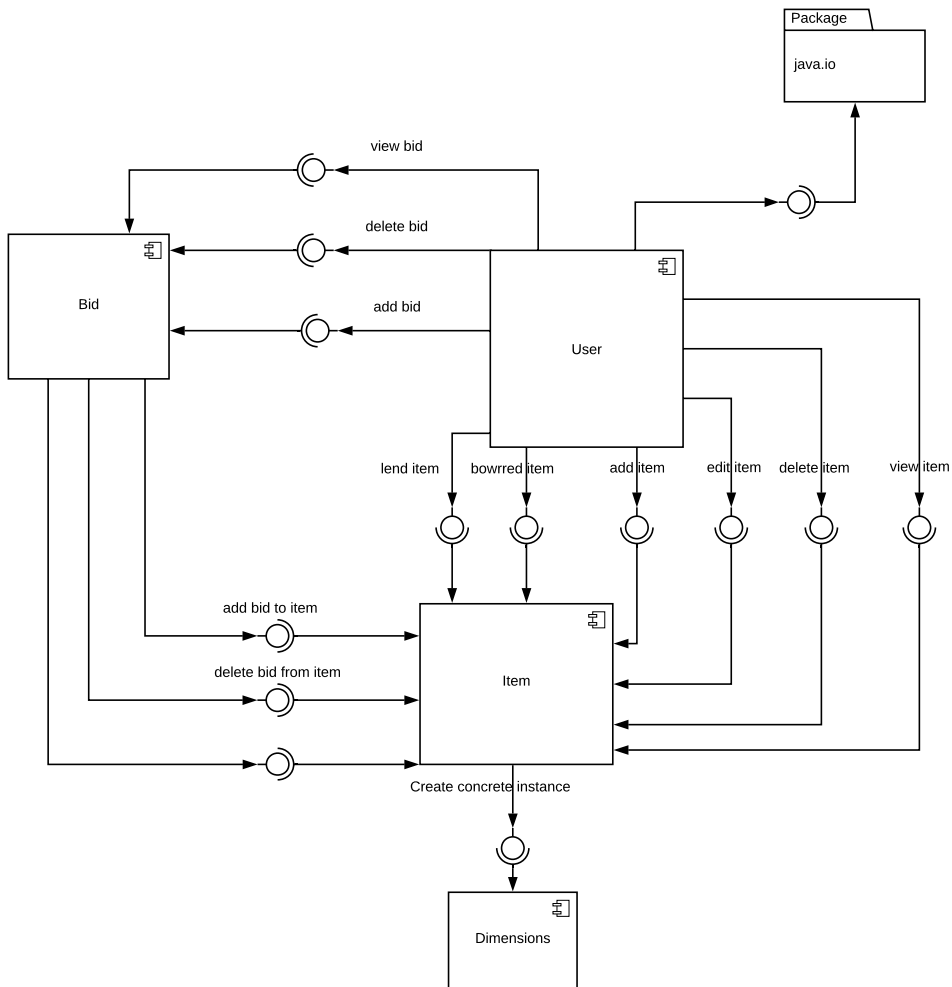 Package
java.io
view bid
delete bid
add bid
Bid
User
lend item
bowrred item
add item
edit item
delete item
view item
add bid to item
delete bid from item
Item
Create concrete instance
Dimensions